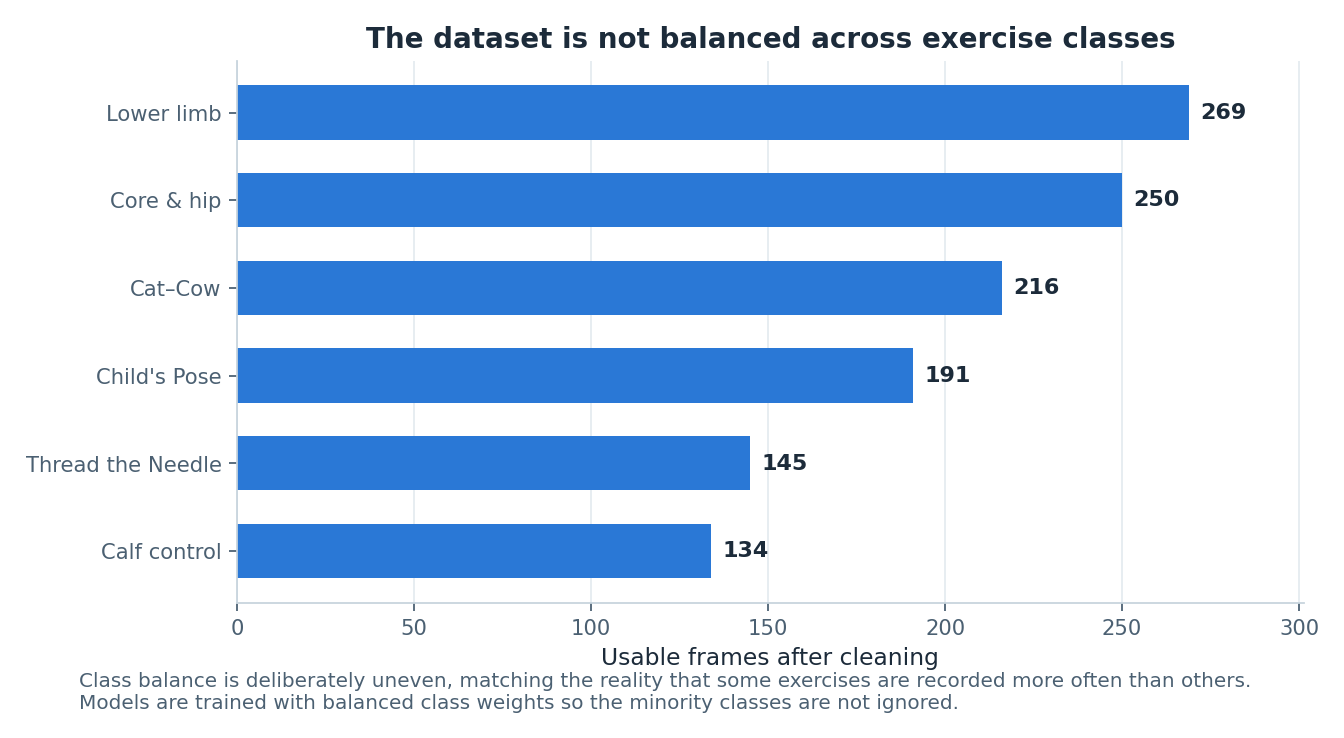 The dataset is not balanced across exercise classes
Lower limb 269
Core & hip 250
Cat–Cow 216
Child's Pose 191
Thread the Needle 145
Calf control 134
0 50 100 150 200 250 300
Usable frames after cleaning
Class balance is deliberately uneven, matching the reality that some exercises are recorded more often than others.
Models are trained with balanced class weights so the minority classes are not ignored.